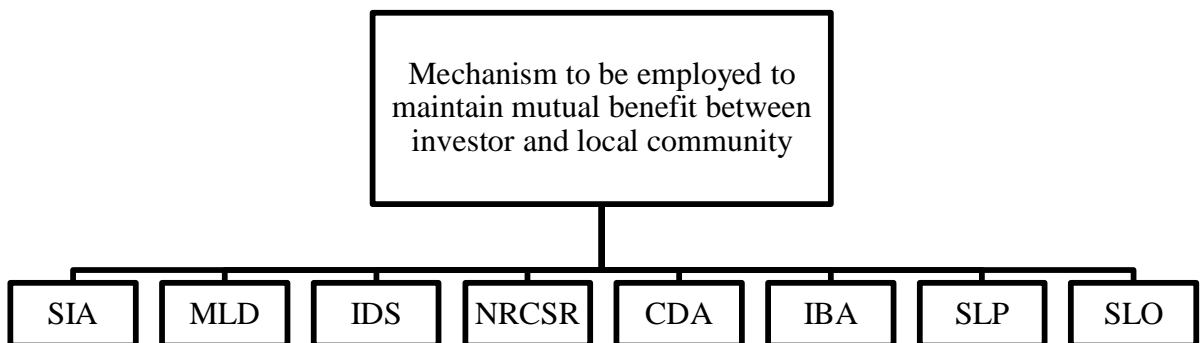 Mechanism to be employed to
maintain mutual benefit between
investor and local community
SIA
MLD
IDS
NRCSR
CDA
IBA
SLP
SLO